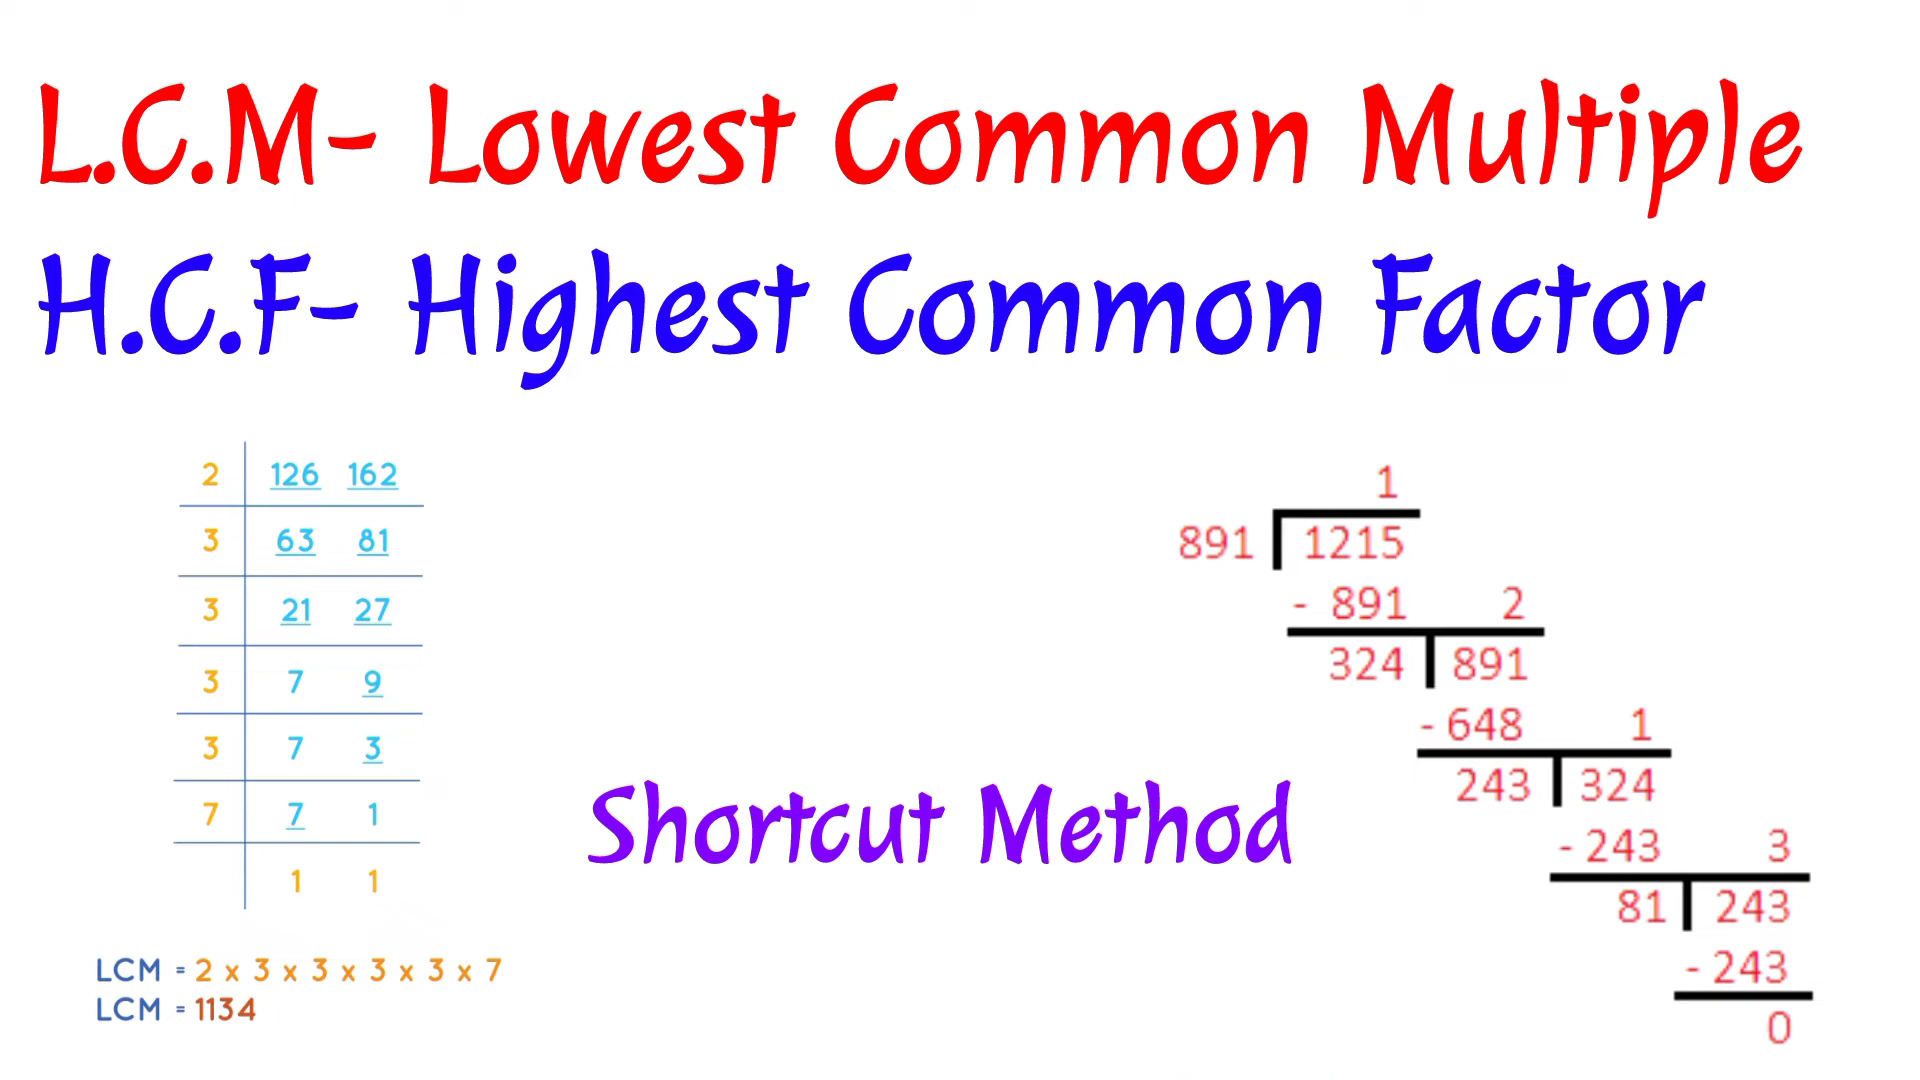 L.C.M- Lowest Common Multiple
H.C.F- Highest Common Factor
2 126 162
3 63 81
3 21 27
3 7 9
3 7 3
7 7 1
1 1
LCM = 2 x 3 x 3 x 3 x 3 x 7
LCM = 1134
Shortcut Method
1
891 1215
- 891 2
324 891
- 648 1
243 324
- 243 3
81 243
- 243
0